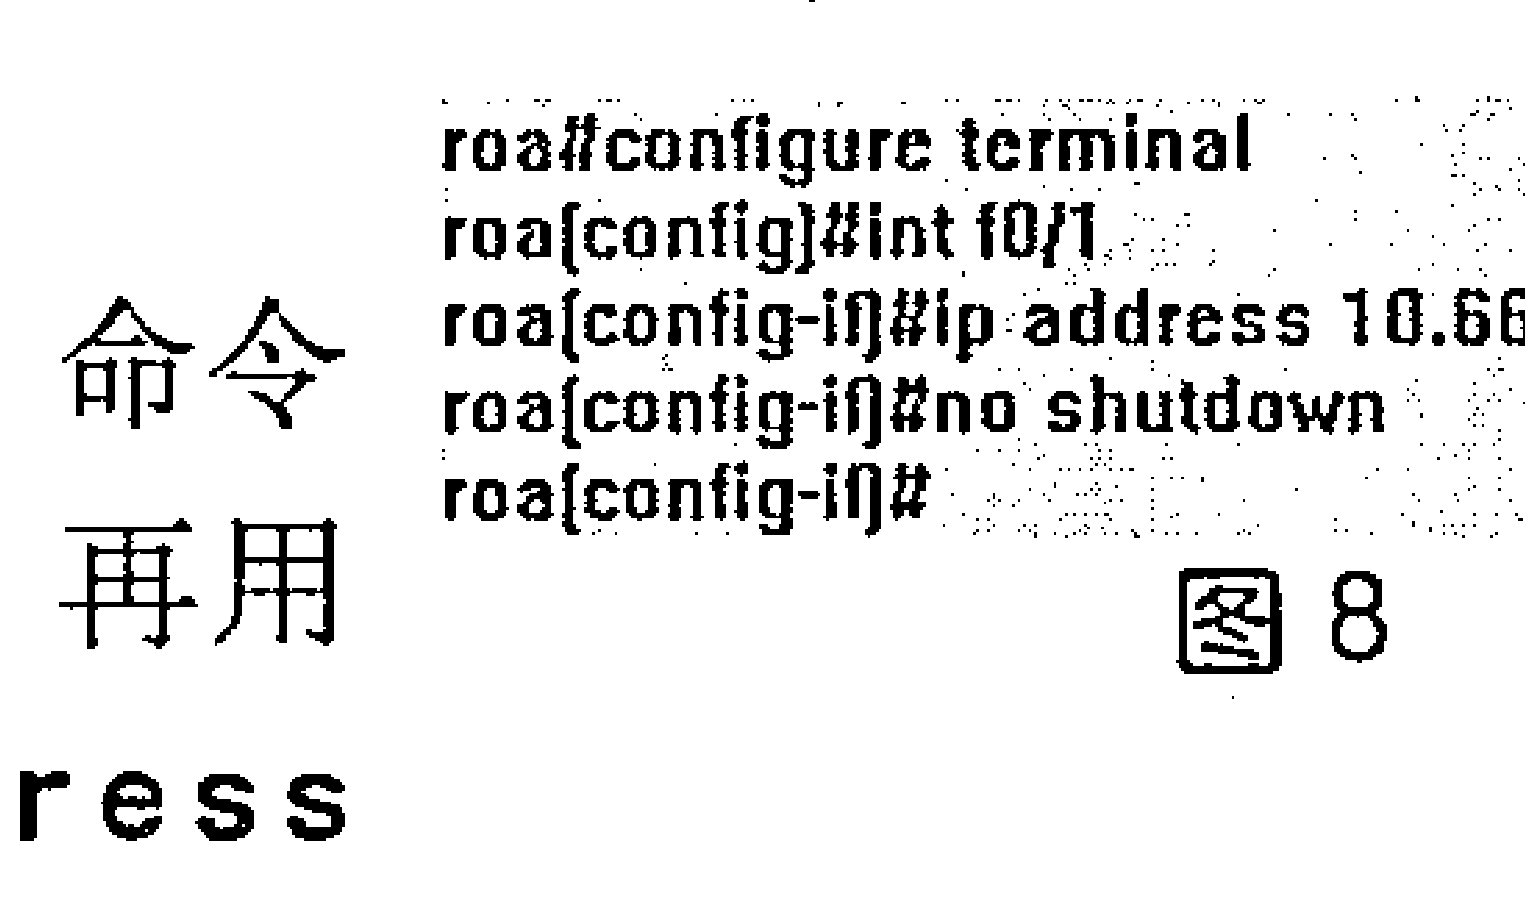 命令
再用
ress
roa#configure terminal
roa(config)#int f0/1
roa(config-if)#ip address 10.66
roa(config-if)#no shutdown
roa(config-if)#
图 8